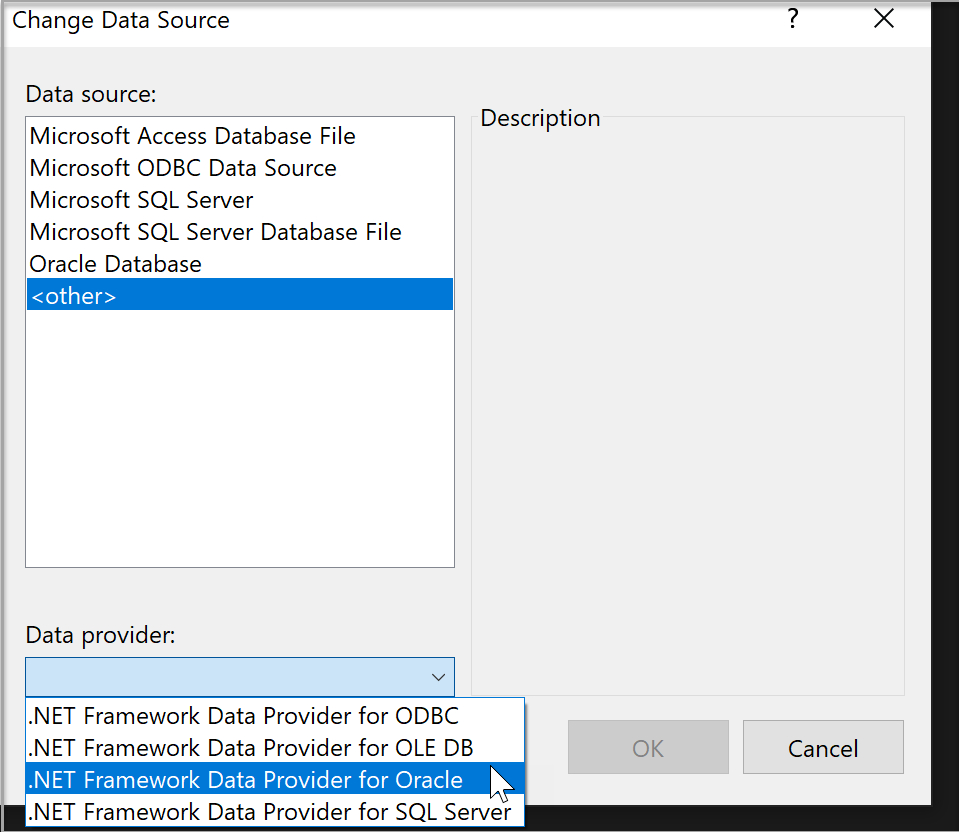 Change Data Source
?
Data source:
Microsoft Access Database File
Microsoft ODBC Data Source
Microsoft SQL Server
Microsoft SQL Server Database File
Oracle Database
<other>
Description
Data provider:
.NET Framework Data Provider for ODBC
.NET Framework Data Provider for OLE DB
.NET Framework Data Provider for Oracle
.NET Framework Data Provider for SQL Server
OK
Cancel